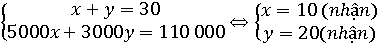 {x + y = 30
5000x + 3000y = 110 000 ⇔ {x = 10 (nhận)
y = 20(nhận)